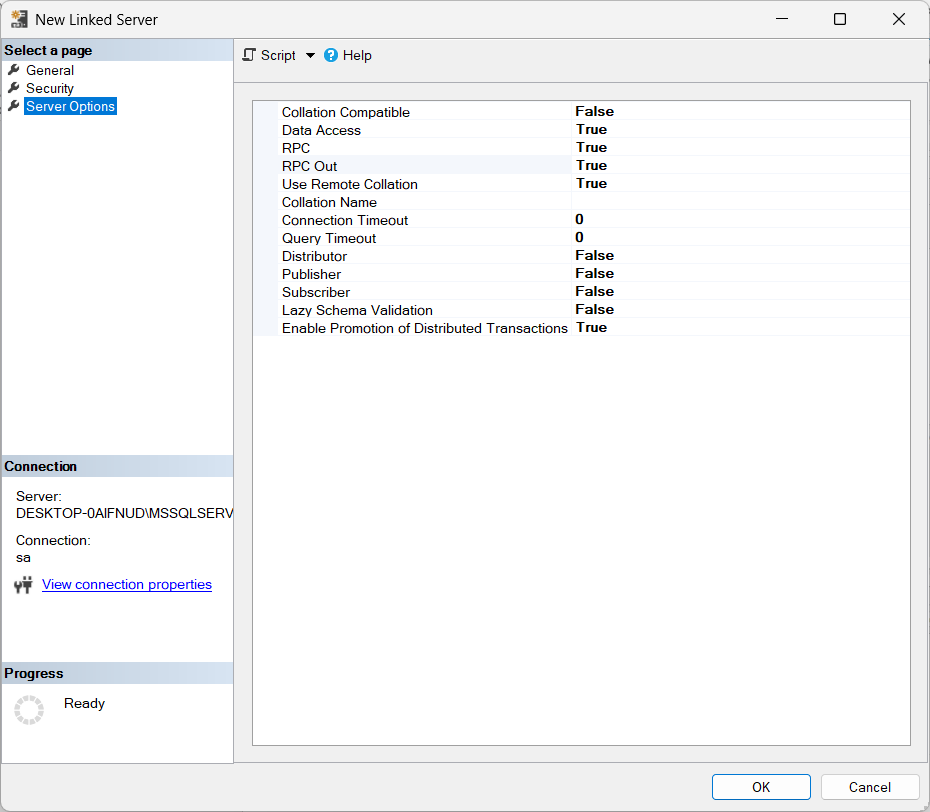 New Linked Server
Select a page
General
Security
Server Options
Script
Help
Collation Compatible False
Data Access True
RPC True
RPC Out True
Use Remote Collation True
Collation Name
Connection Timeout 0
Query Timeout 0
Distributor False
Publisher False
Subscriber False
Lazy Schema Validation False
Enable Promotion of Distributed Transactions True
Connection
Server:
DESKTOP-0AIFNUD\MSSQLSERV
Connection:
sa
View connection properties
Progress
Ready
OK
Cancel